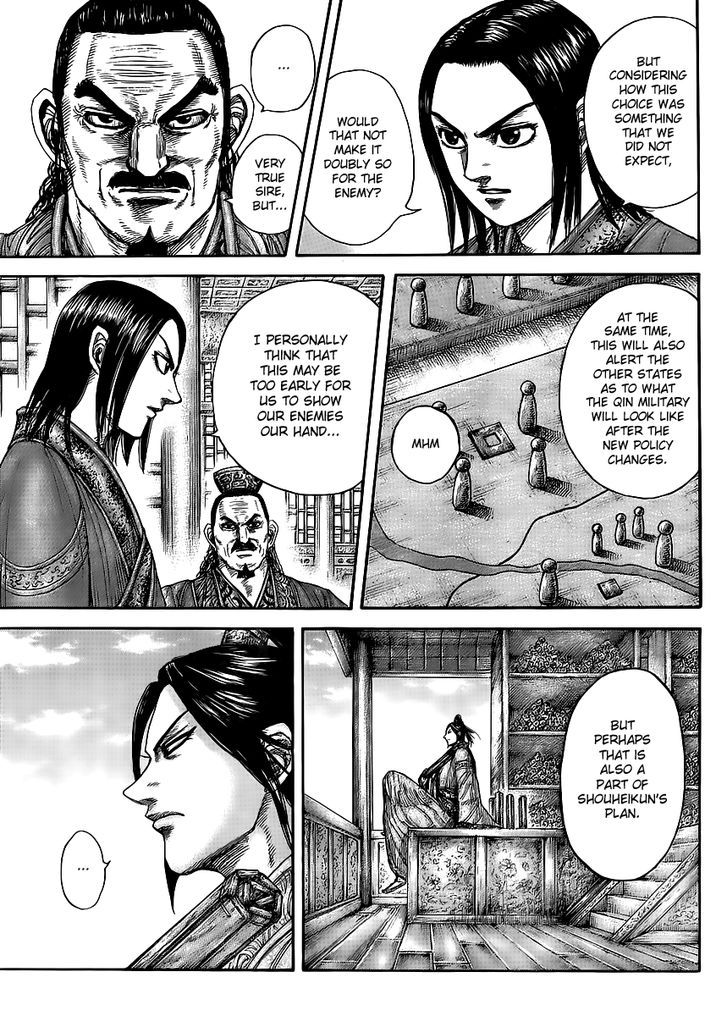 BUT
CONSIDERING
HOW THIS
CHOICE WAS
SOMETHING
THAT WE
DID NOT
EXPECT,
WOULD
THAT NOT
MAKE IT
DOUBLY SO
FOR THE
ENEMY?
...
VERY
TRUE
SIRE,
BUT...
AT THE
SAME TIME,
THIS WILL ALSO
ALERT THE
OTHER STATES
AS TO WHAT
THE QIN MILITARY
WILL LOOK LIKE
AFTER THE
NEW POLICY
CHANGES.
MHM
I PERSONALLY
THINK THAT
THIS MAY BE
TOO EARLY FOR
US TO SHOW
OUR ENEMIES
OUR HAND...
BUT
PERHAPS
THAT IS
ALSO A
PART OF
SHOUHEIKUN'S
PLAN.
...